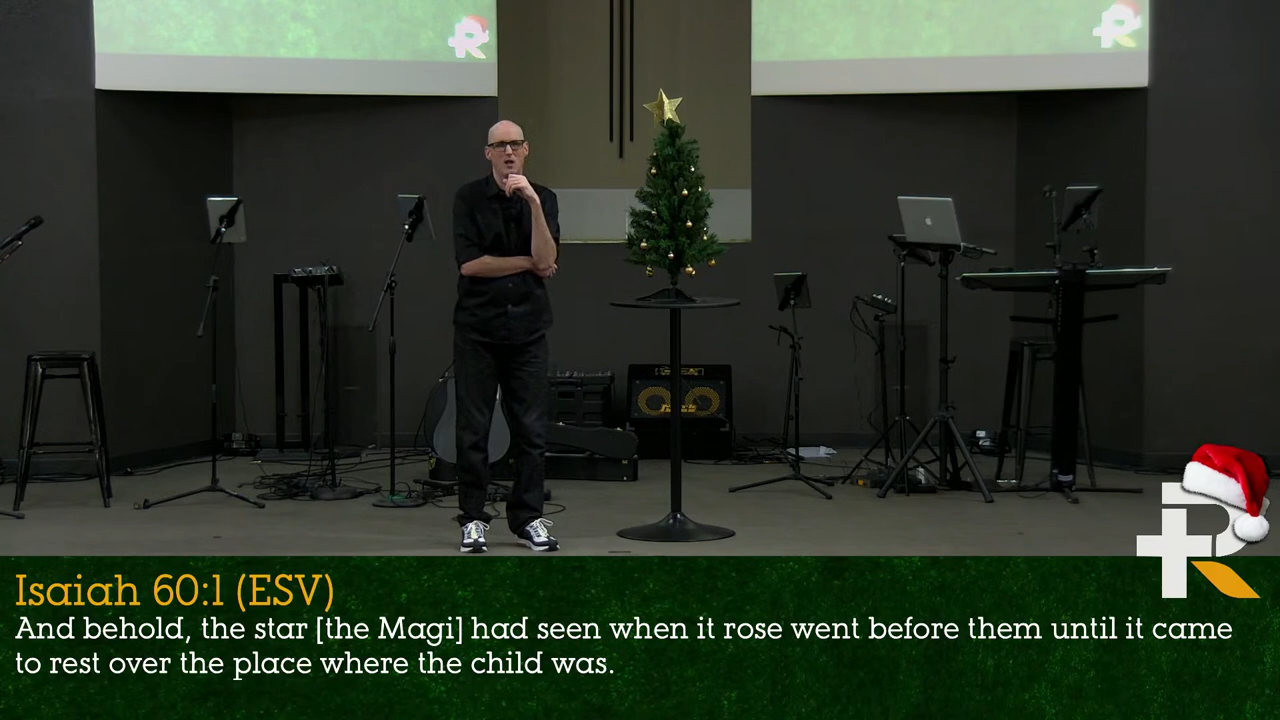 Isaiah 60:1 (ESV)
And behold, the star [the Magi] had seen when it rose went before them until it came
to rest over the place where the child was.